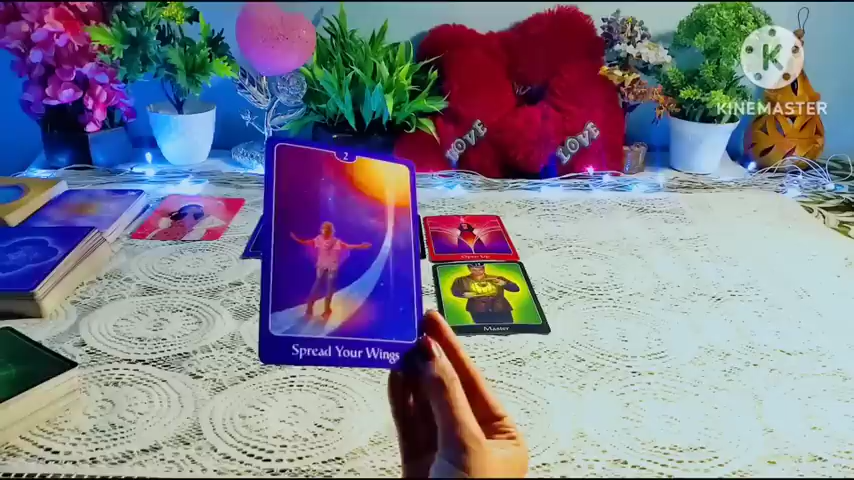 K
KINEMASTER
LOVE
LOVE
2
Spread Your Wings
Open Up
Master